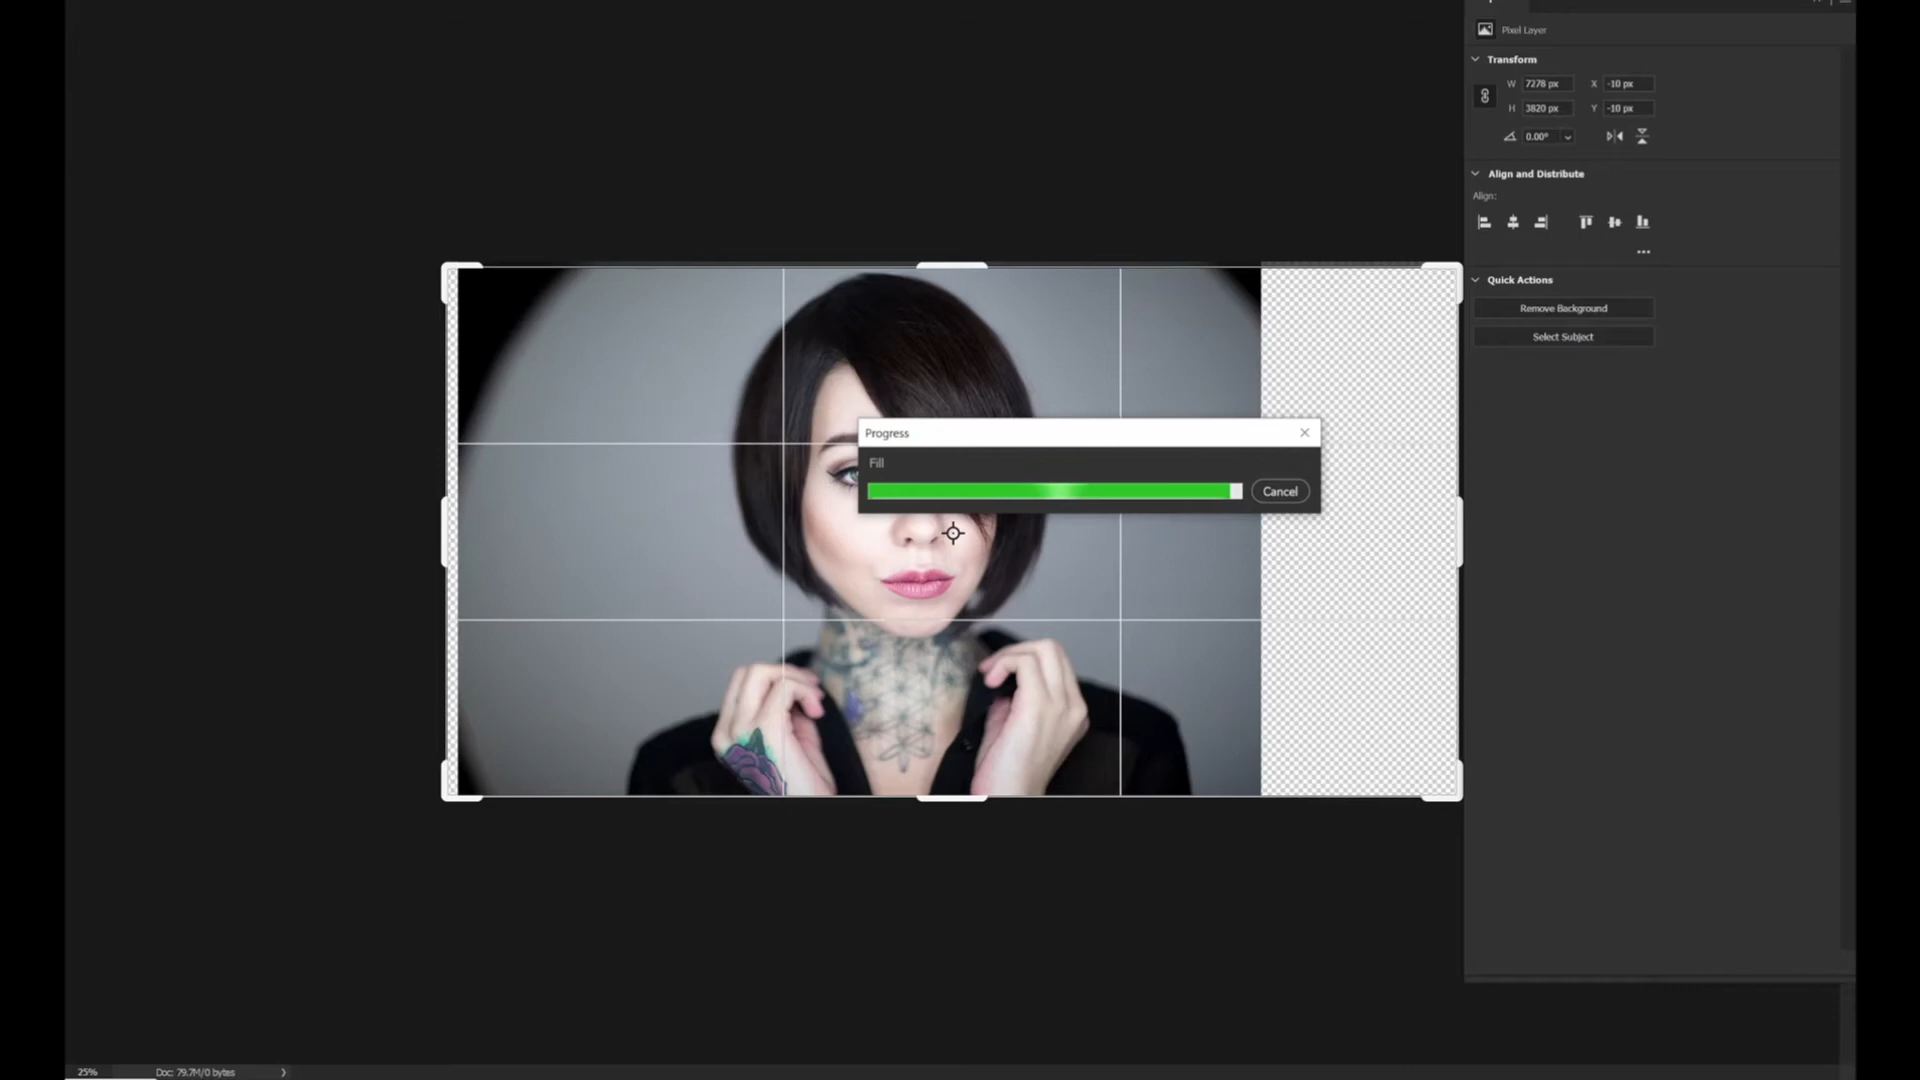 Pixel Layer
Transform
W 7278 px X -10 px
H 3820 px Y -10 px
0.00°
Align and Distribute
Align:
Quick Actions
Remove Background
Select Subject
Progress
Fill
Cancel
25% Doc: 79.7M/0 bytes